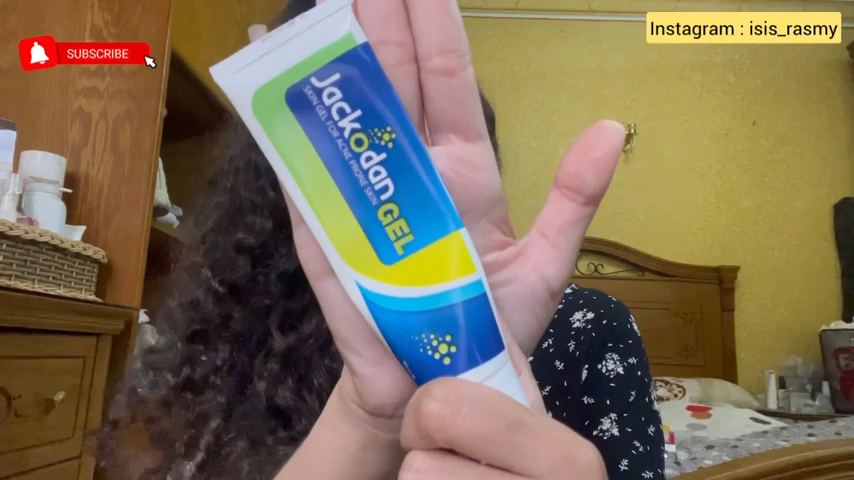 SUBSCRIBE
Instagram : isis_rasmy
Jackodan
SKIN GEL FOR ACNE PRONE SKIN
GEL